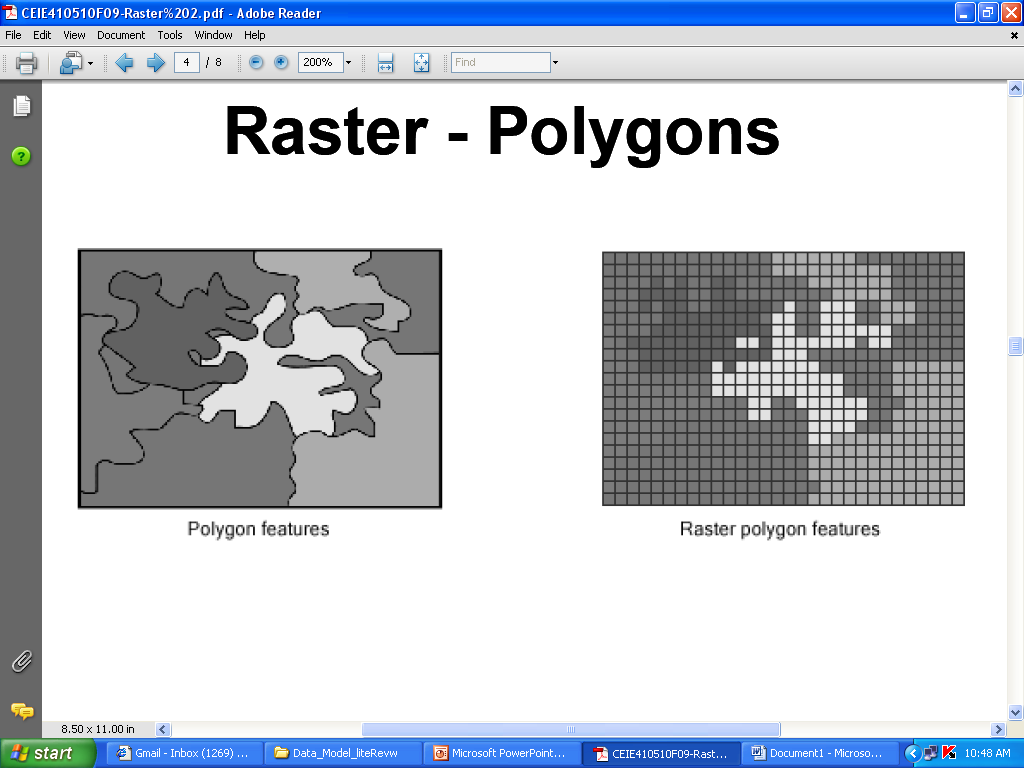 CEIE410510F09-Raster%202.pdf - Adobe Reader
File Edit View Document Tools Window Help
4 / 8 200% Find
Raster - Polygons
Polygon features
Raster polygon features
8.50 x 11.00 in
start Gmail - Inbox (1269) ... Data_Model_liteRevw Microsoft PowerPoint... CEIE410510F09-Rast... Document1 - Microso... 10:48 AM